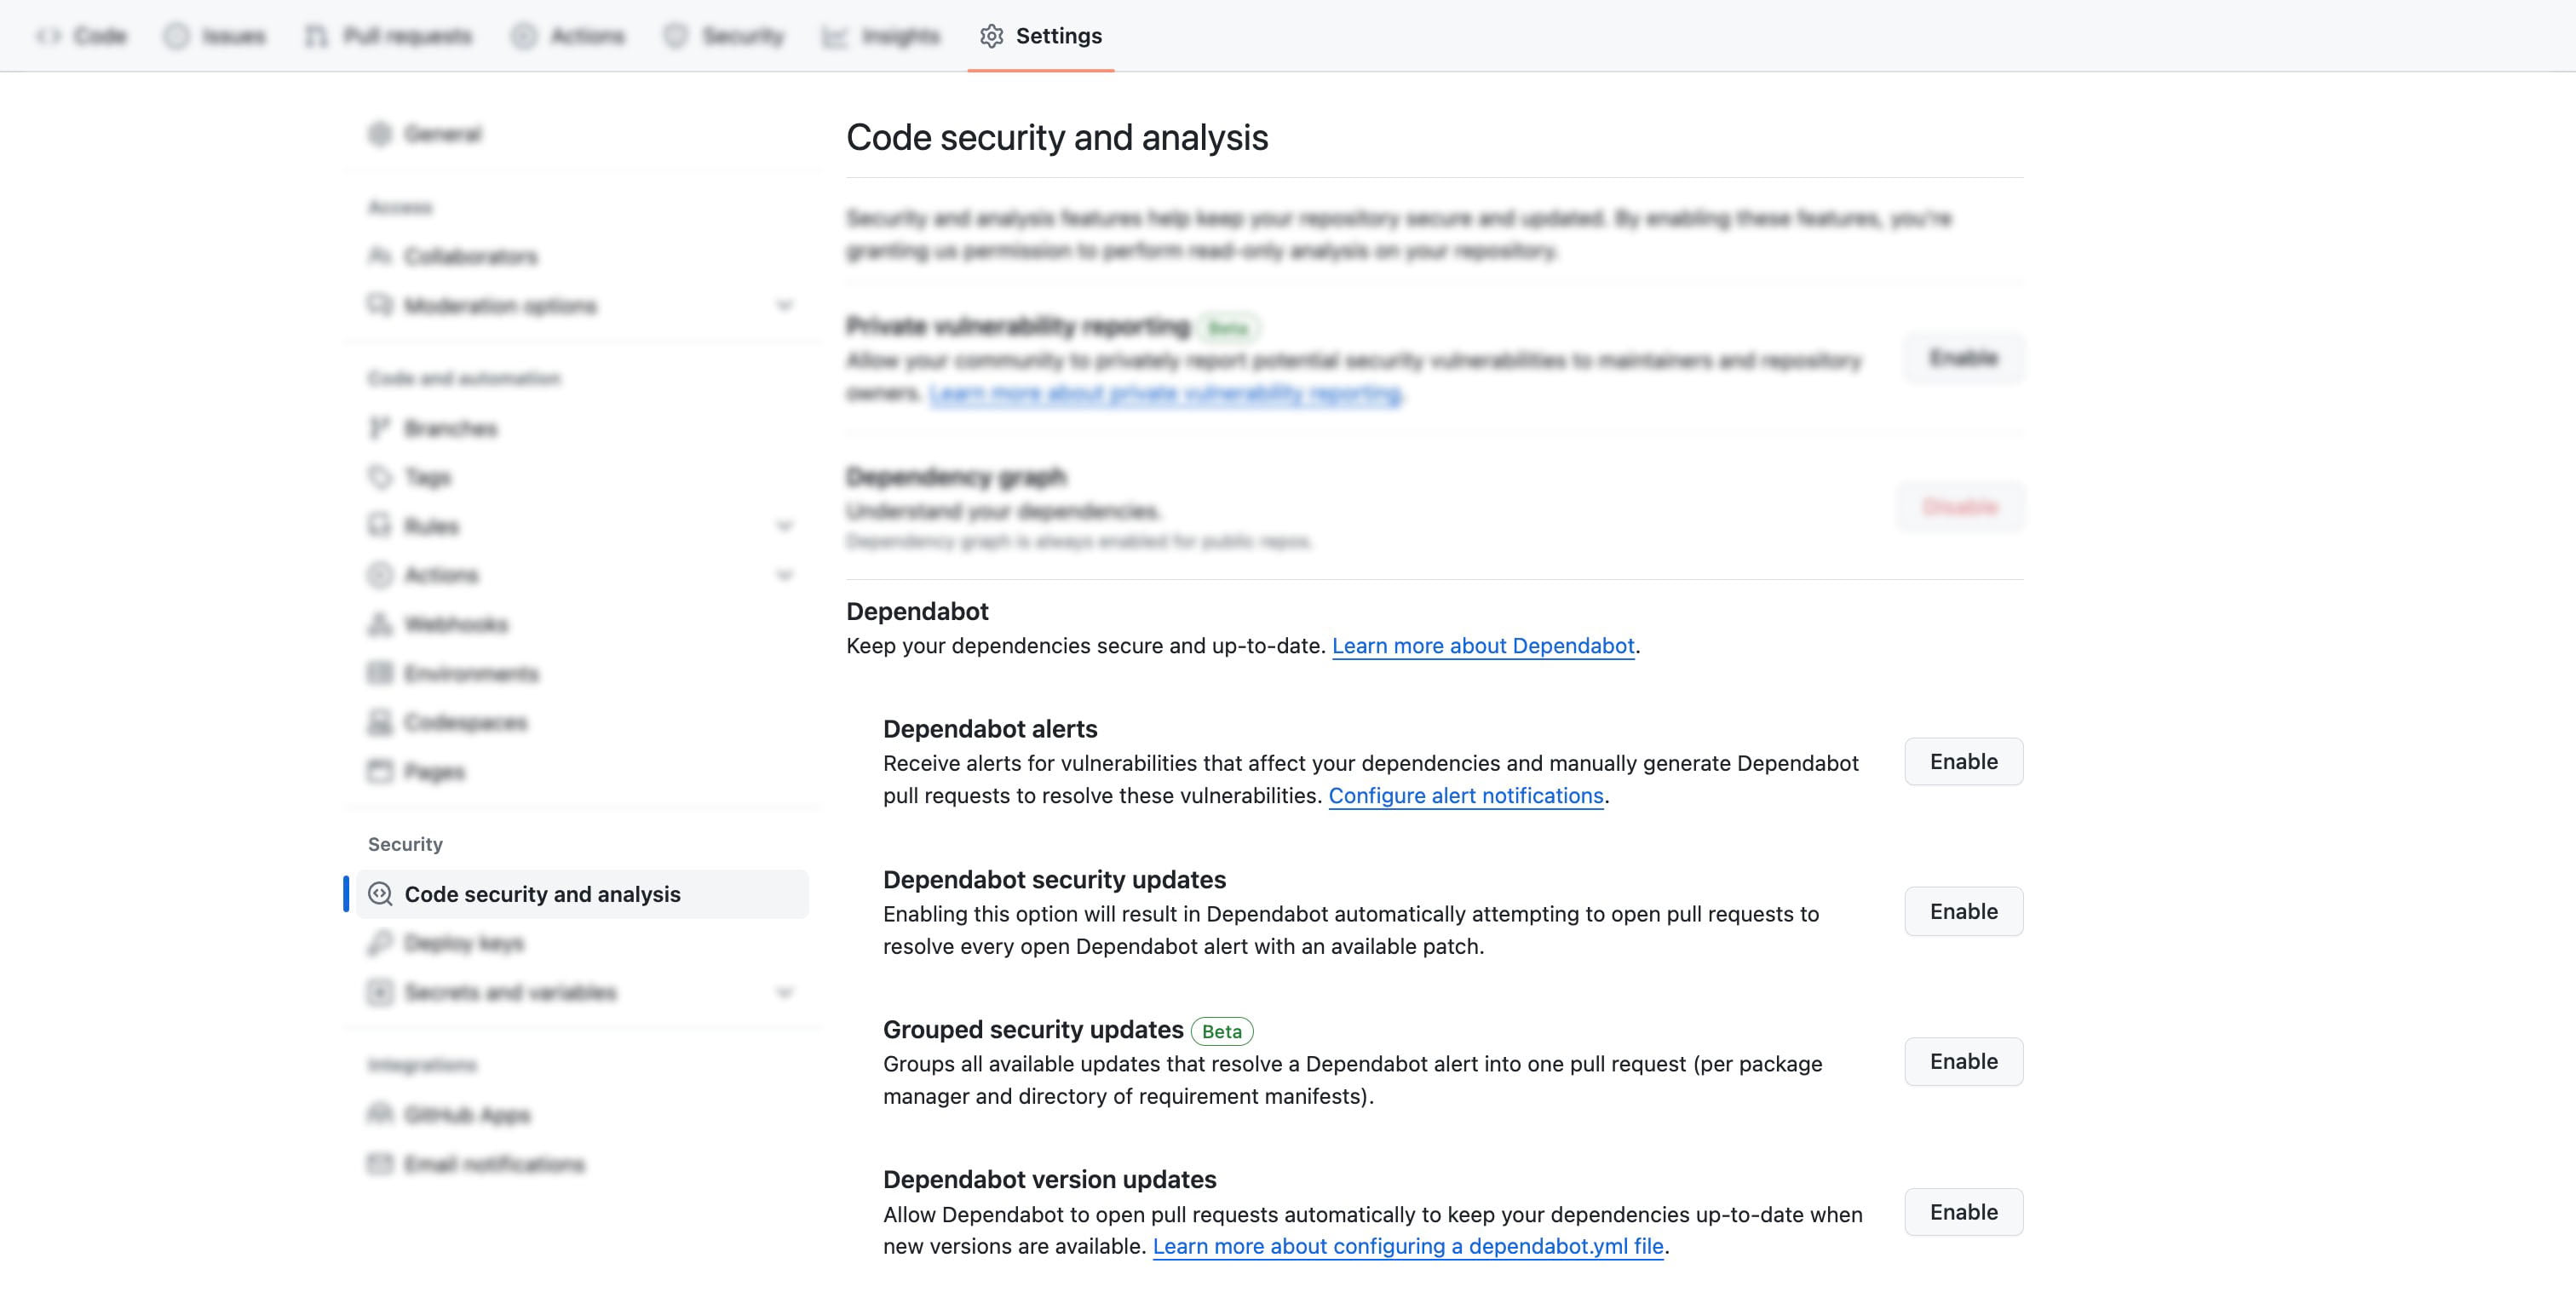 Code Issues Pull requests Actions Security Insights Settings
General
Access
Collaborators
Moderation options
Code and automation
Branches
Tags
Rules
Actions
Webhooks
Environments
Codespaces
Pages
Security
Code security and analysis
Deploy keys
Secrets and variables
Integrations
GitHub Apps
Email notifications
Code security and analysis
Security and analysis features help keep your repository secure and updated. By enabling these features, you're
granting us permission to perform read-only analysis on your repository.
Private vulnerability reporting Beta
Allow your community to privately report potential security vulnerabilities to maintainers and repository
owners. Learn more about private vulnerability reporting.
Enable
Dependency graph
Understand your dependencies.
Dependency graph is always enabled for public repos.
Disable
Dependabot
Keep your dependencies secure and up-to-date. Learn more about Dependabot.
Dependabot alerts
Receive alerts for vulnerabilities that affect your dependencies and manually generate Dependabot
pull requests to resolve these vulnerabilities. Configure alert notifications.
Enable
Dependabot security updates
Enabling this option will result in Dependabot automatically attempting to open pull requests to
resolve every open Dependabot alert with an available patch.
Enable
Grouped security updates Beta
Groups all available updates that resolve a Dependabot alert into one pull request (per package
manager and directory of requirement manifests).
Enable
Dependabot version updates
Allow Dependabot to open pull requests automatically to keep your dependencies up-to-date when
new versions are available. Learn more about configuring a dependabot.yml file.
Enable